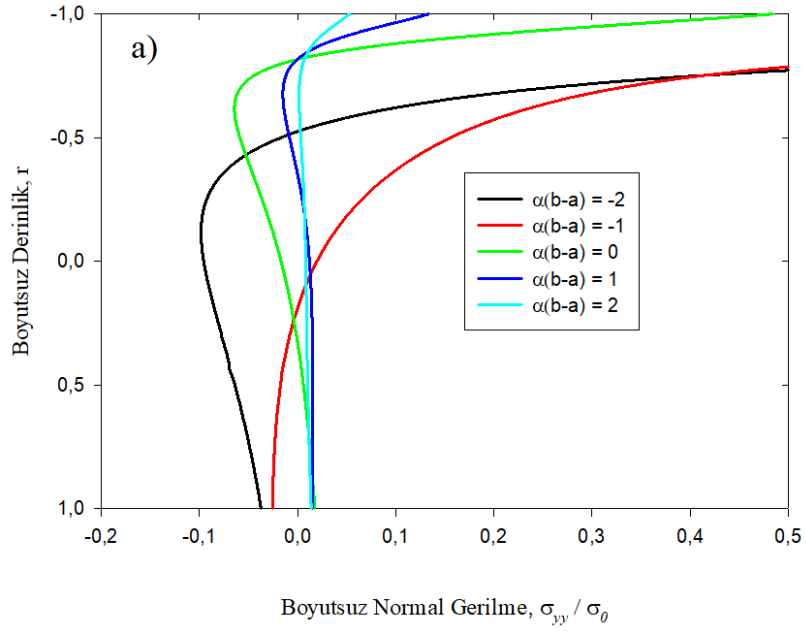 a)
Boyutsuz Derinlik, r
-1,0
-0,5
0,0
0,5
1,0
α(b-a) = -2
α(b-a) = -1
α(b-a) = 0
α(b-a) = 1
α(b-a) = 2
-0,2 -0,1 0,0 0,1 0,2 0,3 0,4 0,5
Boyutsuz Normal Gerilme, σyy / σ0